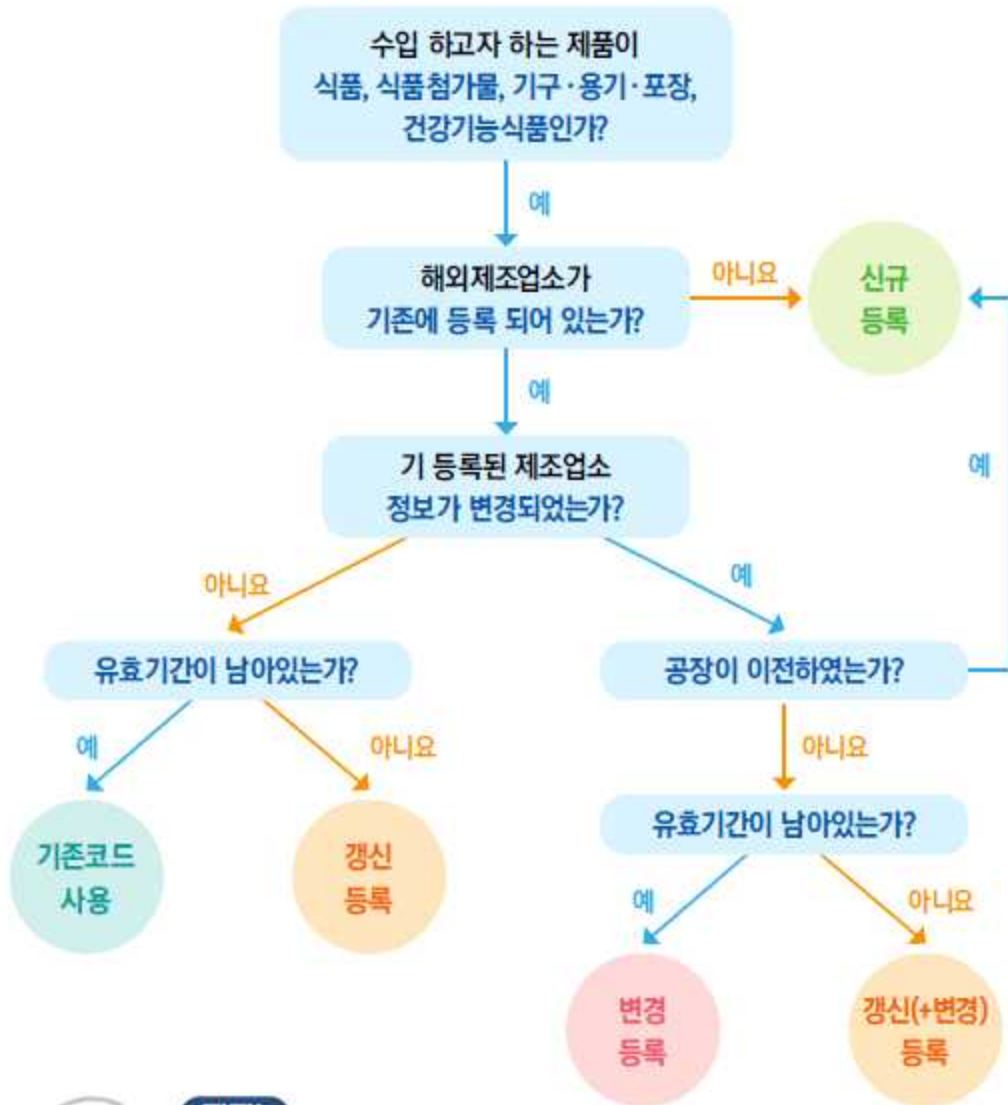 수입 하고자 하는 제품이
식품, 식품첨가물, 기구·용기·포장,
건강기능식품인가?
예
해외제조업소가
기존에 등록 되어 있는가?
아니요
신규
등록
예
기 등록된 제조업소
정보가 변경되었는가?
예
아니요
예
유효기간이 남아있는가?
공장이 이전하였는가?
예
아니요
아니요
유효기간이 남아있는가?
기존코드
사용
갱신
등록
예
아니요
변경
등록
갱신(+변경)
등록